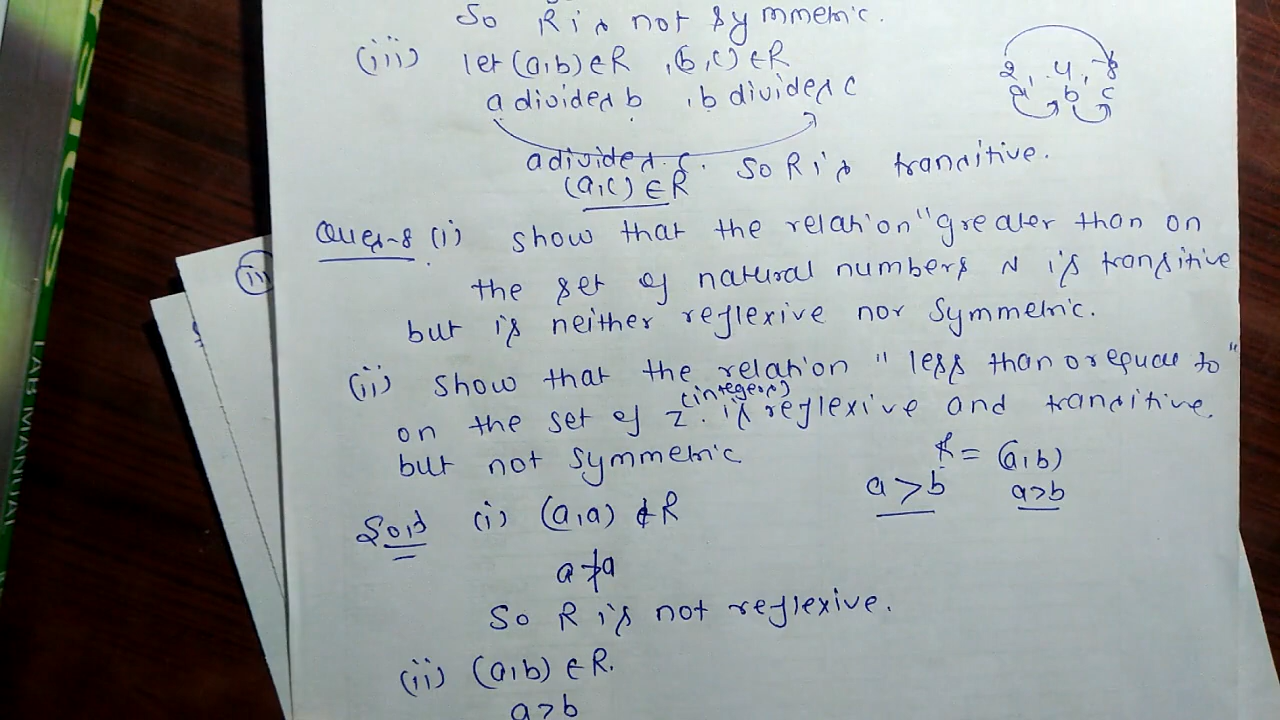 So R is not symmetric.
(iii) let (a,b) ∈ R , (b,c) ∈ R
a divides b , b divides c
2, 4, 8
a b c
a divides c. So R is transitive.
(a,c) ∈ R
Ques-8 (i) show that the relation "greater than on
the set of natural numbers N is transitive
but is neither reflexive nor symmetric.
(ii)
(ii) show that the relation "less than or equal to"
(integers)
on the set of Z. is reflexive and transitive.
but not symmetric
R = (a,b)
a > b a>b
Sol (i) (a,a) ∉ R
a ≯ a
So R is not reflexive.
(ii) (a,b) ∈ R.
a > b
LAB MANUAL